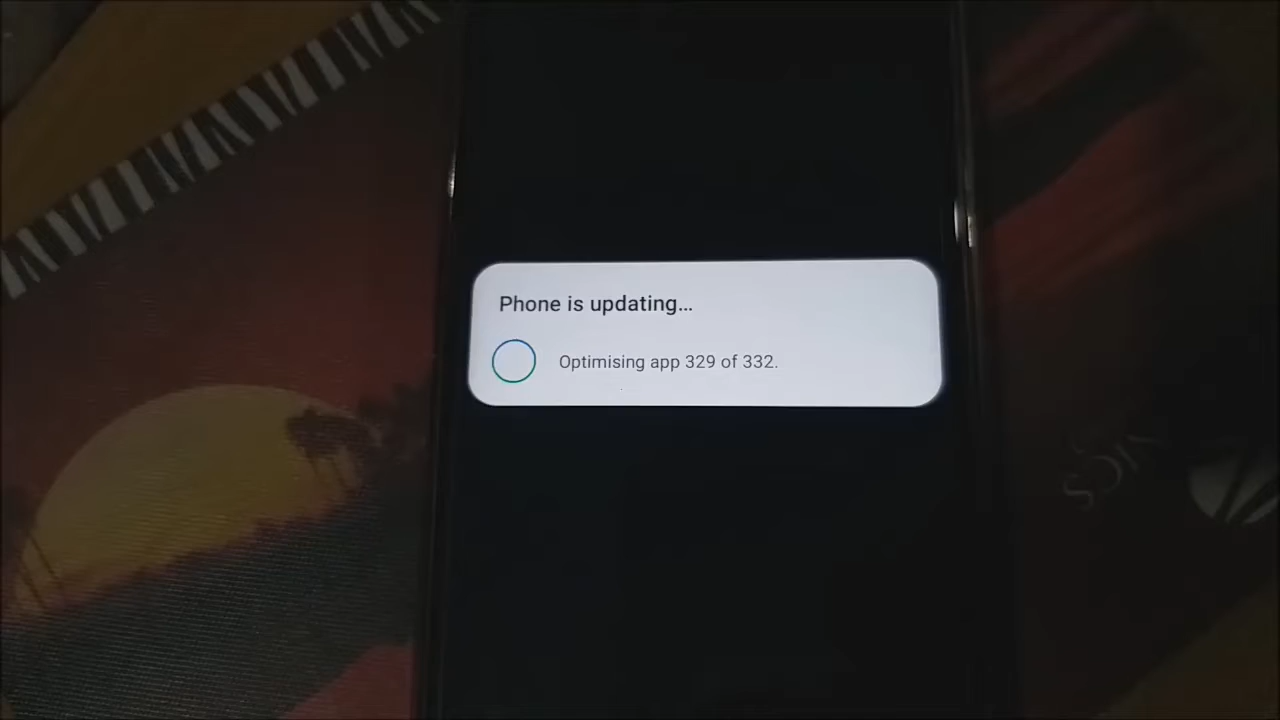 Phone is updating...
Optimising app 329 of 332.